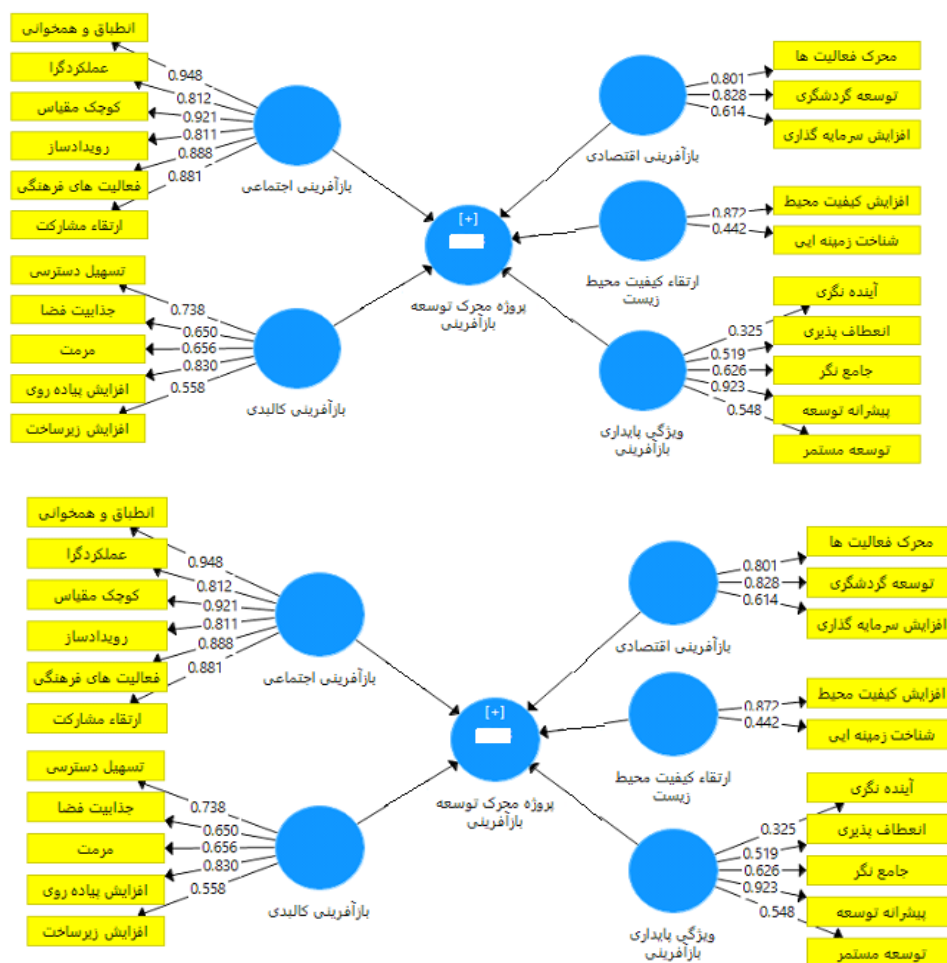 انطباق و همخوانی
عملکردگرا
کوچک مقیاس
رویدادساز
فعالیت های فرهنگی
ارتقاء مشارکت
0.948
0.812
0.921
0.811
0.888
0.881
بازآفرینی اجتماعی
تسهیل دسترسی
جذابیت فضا
مرمت
افزایش پیاده روی
افزایش زیرساخت
0.738
0.650
0.656
0.830
0.558
بازآفرینی کالبدی
[+]
پروژه محرک توسعه
بازآفرینی
محرک فعالیت ها
توسعه گردشگری
افزایش سرمایه گذاری
0.801
0.828
0.614
بازآفرینی اقتصادی
افزایش کیفیت محیط
شناخت زمینه ایی
0.872
0.442
ارتقاء کیفیت محیط
زیست
آینده نگری
انعطاف پذیری
جامع نگر
پیشرانه توسعه
توسعه مستمر
0.325
0.519
0.626
0.923
0.548
ویژگی پایداری
بازآفرینی
انطباق و همخوانی
عملکردگرا
کوچک مقیاس
رویدادساز
فعالیت های فرهنگی
ارتقاء مشارکت
0.948
0.812
0.921
0.811
0.888
0.881
بازآفرینی اجتماعی
تسهیل دسترسی
جذابیت فضا
مرمت
افزایش پیاده روی
افزایش زیرساخت
0.738
0.650
0.656
0.830
0.558
بازآفرینی کالبدی
[+]
پروژه محرک توسعه
بازآفرینی
محرک فعالیت ها
توسعه گردشگری
افزایش سرمایه گذاری
0.801
0.828
0.614
بازآفرینی اقتصادی
افزایش کیفیت محیط
شناخت زمینه ایی
0.872
0.442
ارتقاء کیفیت محیط
زیست
آینده نگری
انعطاف پذیری
جامع نگر
پیشرانه توسعه
توسعه مستمر
0.325
0.519
0.626
0.923
0.548
ویژگی پایداری
بازآفرینی